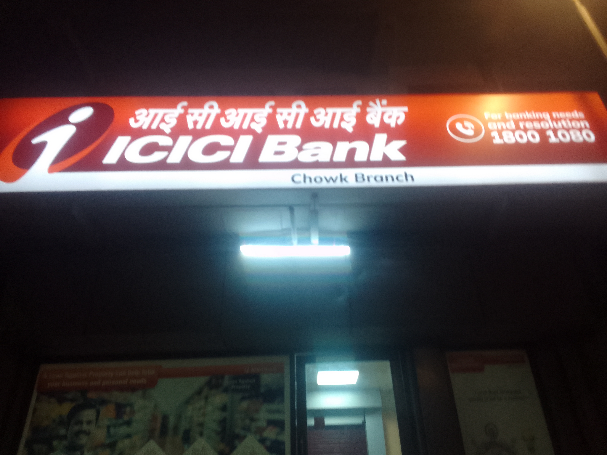 आई सी आई सी आई बैंक
ICICI Bank
For banking needs
and resolution
1800 1080
Chowk Branch